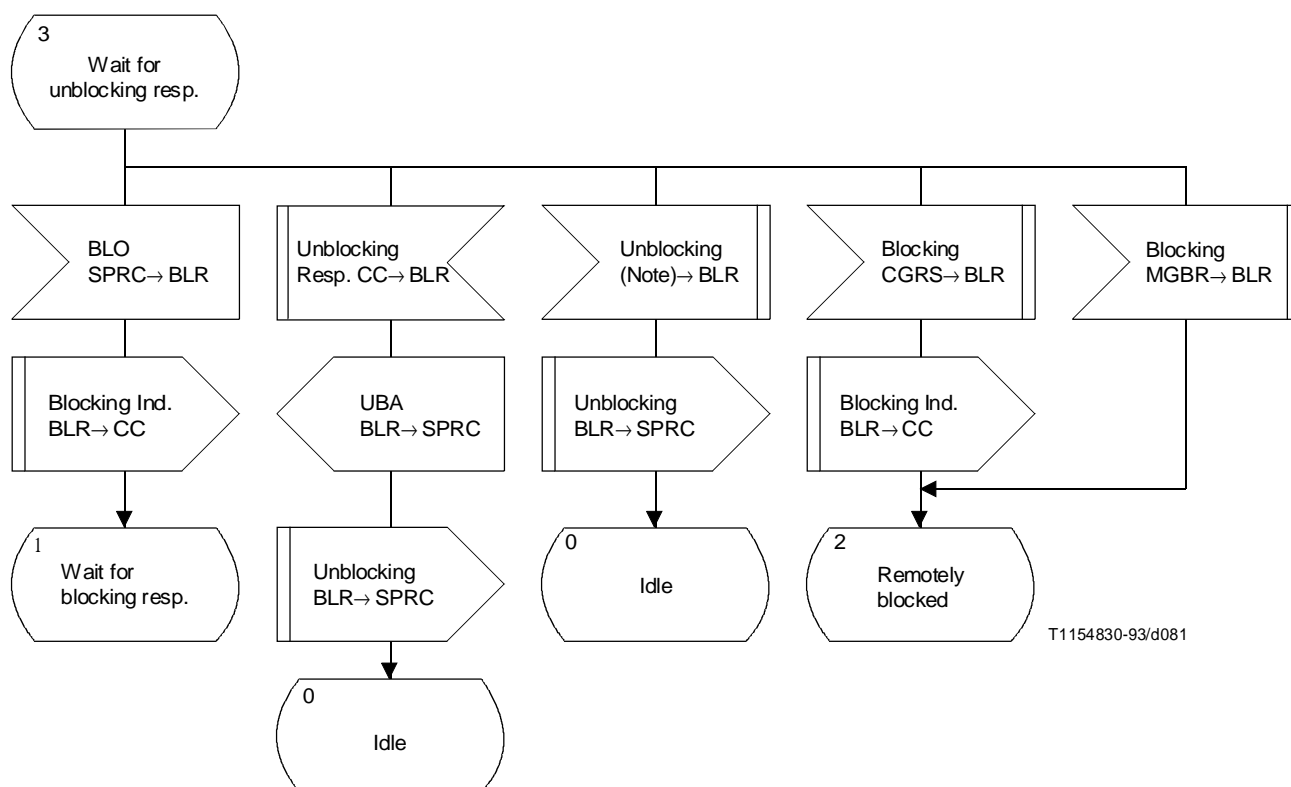 3
Wait for
unblocking resp.
BLO
SPRC→BLR
Unblocking
Resp. CC→BLR
Unblocking
(Note)→BLR
Blocking
CGRS→BLR
Blocking
MGBR→BLR
Blocking Ind.
BLR→CC
UBA
BLR→SPRC
Unblocking
BLR→SPRC
Blocking Ind.
BLR→CC
1
Wait for
blocking resp.
Unblocking
BLR→SPRC
0
Idle
2
Remotely
blocked
T1154830-93/d081
0
Idle